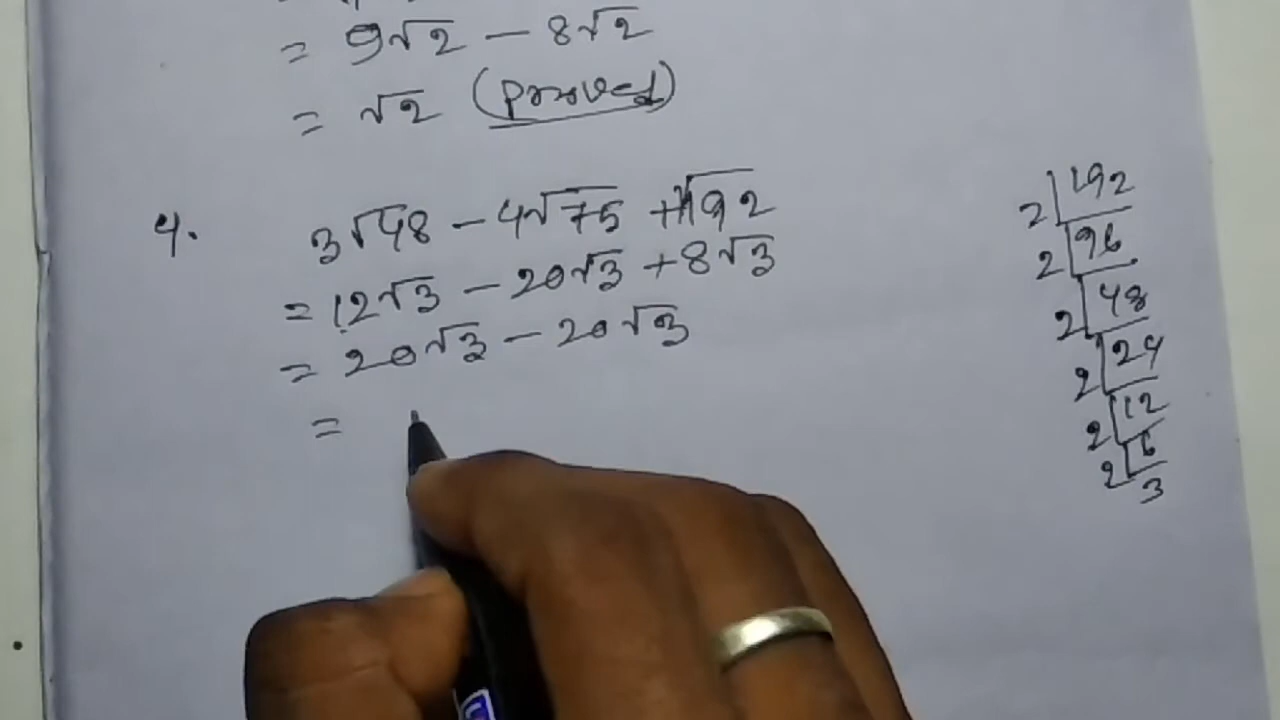 = 9√2 - 8√2
= √2 (Proved)
4. 3√48 - 4√75 + √192
= 12√3 - 20√3 + 8√3
= 20√3 - 20√3
=
2 192
2 96
2 48
2 24
2 12
2 6
3